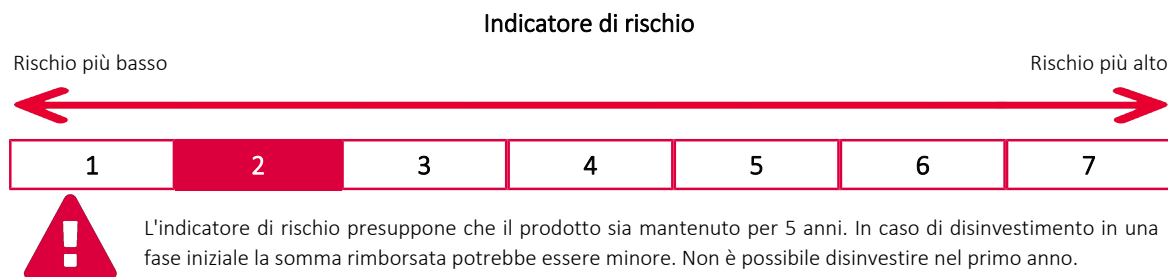 Indicatore di rischio
Rischio più basso
Rischio più alto
1 2 3 4 5 6 7
L'indicatore di rischio presuppone che il prodotto sia mantenuto per 5 anni. In caso di disinvestimento in una
fase iniziale la somma rimborsata potrebbe essere minore. Non è possibile disinvestire nel primo anno.